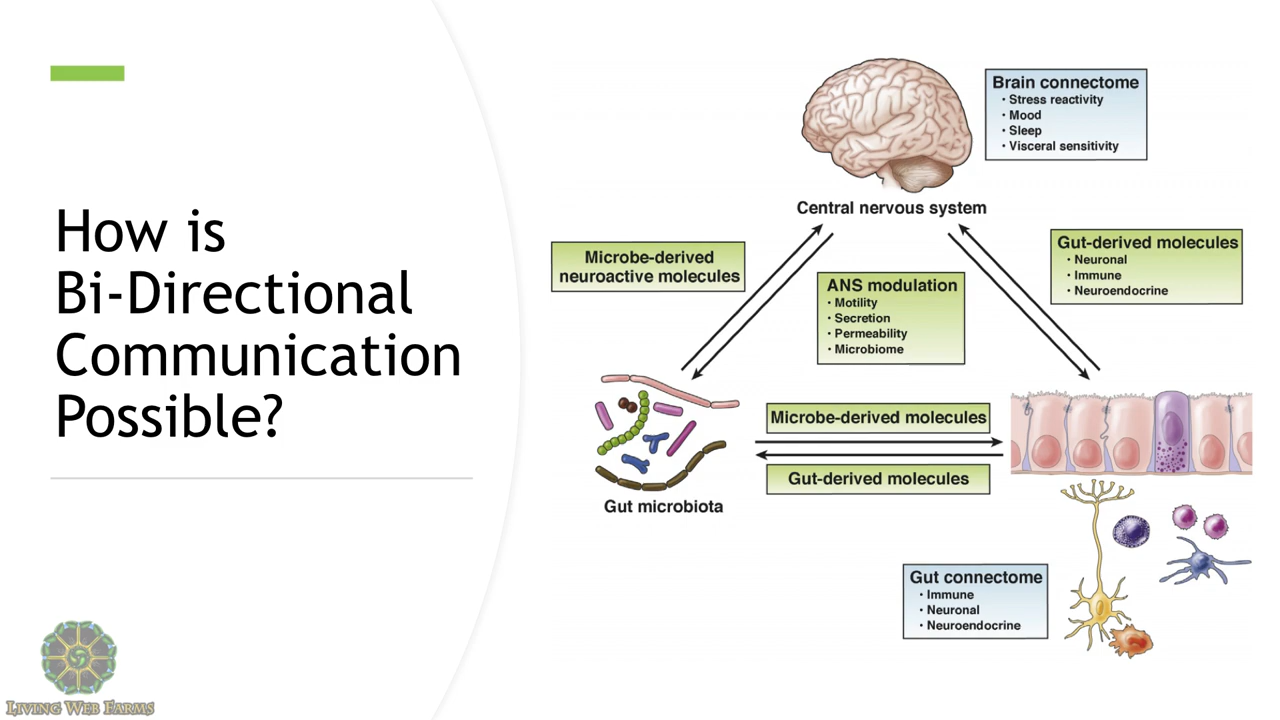 How is
Bi-Directional
Communication
Possible?
Brain connectome
· Stress reactivity
· Mood
· Sleep
· Visceral sensitivity
Central nervous system
Microbe-derived
neuroactive molecules
ANS modulation
· Motility
· Secretion
· Permeability
· Microbiome
Gut-derived molecules
· Neuronal
· Immune
· Neuroendocrine
Microbe-derived molecules
Gut-derived molecules
Gut microbiota
Gut connectome
· Immune
· Neuronal
· Neuroendocrine
LIVING WEB FARMS